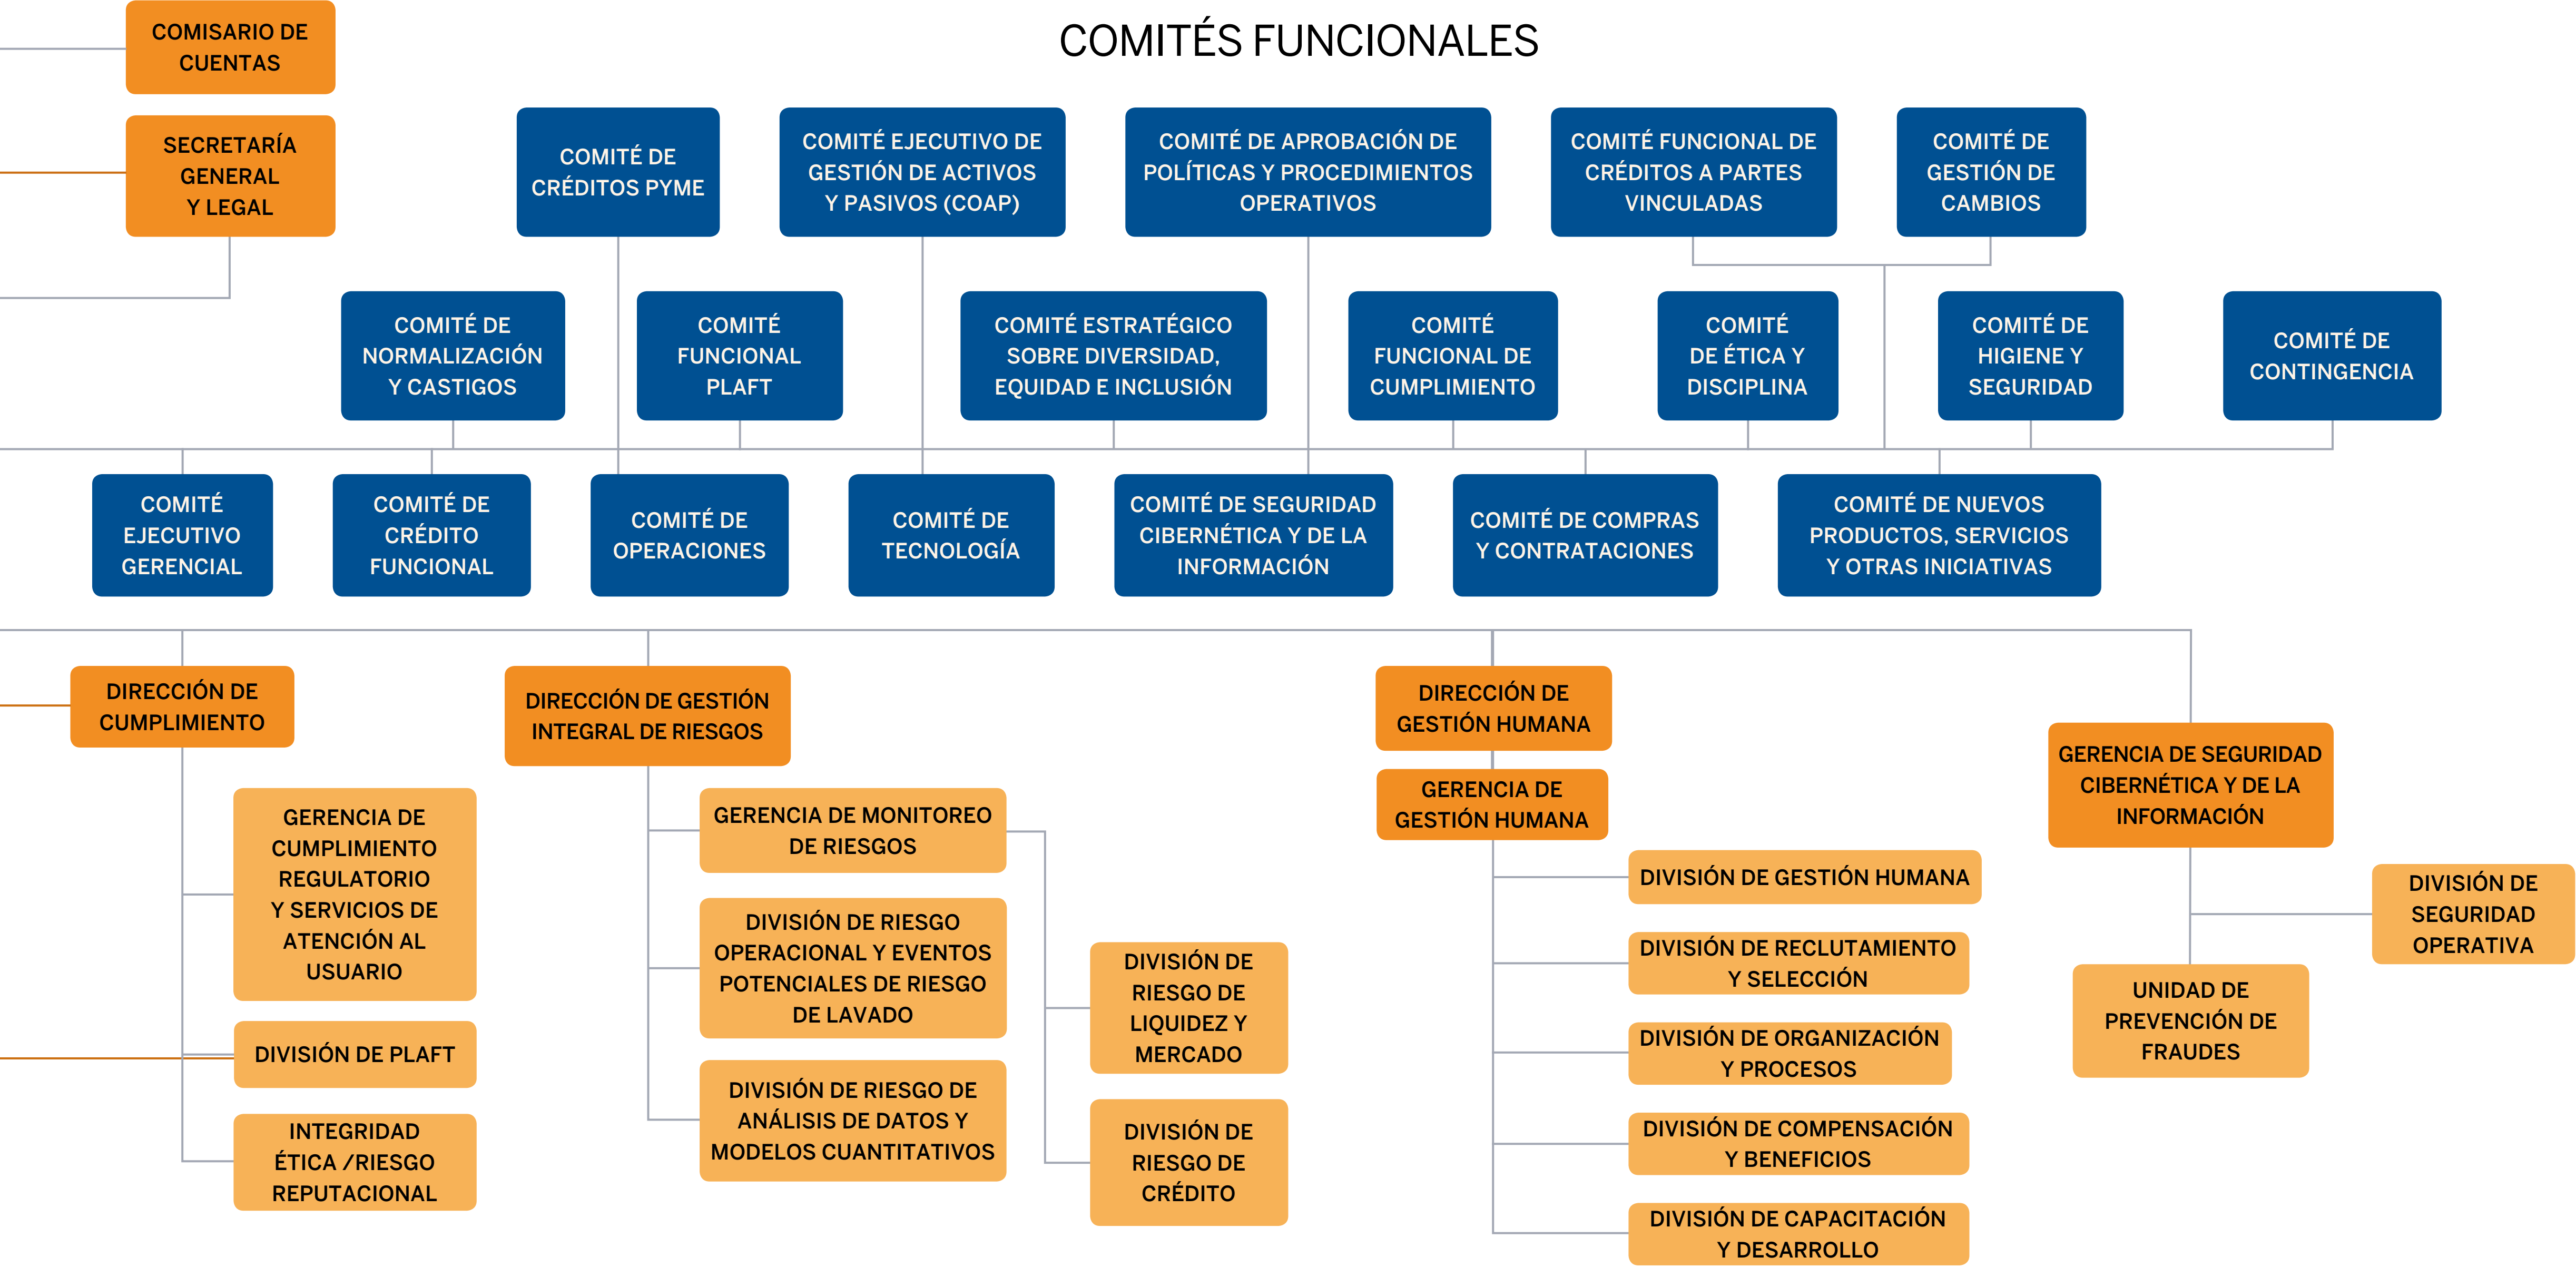 COMITÉS FUNCIONALES
COMISARIO DE
CUENTAS
SECRETARÍA
GENERAL
Y LEGAL
COMITÉ DE
CRÉDITOS PYME
COMITÉ EJECUTIVO DE
GESTIÓN DE ACTIVOS
Y PASIVOS (COAP)
COMITÉ DE APROBACIÓN DE
POLÍTICAS Y PROCEDIMIENTOS
OPERATIVOS
COMITÉ FUNCIONAL DE
CRÉDITOS A PARTES
VINCULADAS
COMITÉ DE
GESTIÓN DE
CAMBIOS
COMITÉ DE
NORMALIZACIÓN
Y CASTIGOS
COMITÉ
FUNCIONAL
PLAFT
COMITÉ ESTRATÉGICO
SOBRE DIVERSIDAD,
EQUIDAD E INCLUSIÓN
COMITÉ
FUNCIONAL DE
CUMPLIMIENTO
COMITÉ
DE ÉTICA Y
DISCIPLINA
COMITÉ DE
HIGIENE Y
SEGURIDAD
COMITÉ DE
CONTINGENCIA
COMITÉ
EJECUTIVO
GERENCIAL
COMITÉ DE
CRÉDITO
FUNCIONAL
COMITÉ DE
OPERACIONES
COMITÉ DE
TECNOLOGÍA
COMITÉ DE SEGURIDAD
CIBERNÉTICA Y DE LA
INFORMACIÓN
COMITÉ DE COMPRAS
Y CONTRATACIONES
COMITÉ DE NUEVOS
PRODUCTOS, SERVICIOS
Y OTRAS INICIATIVAS
DIRECCIÓN DE
CUMPLIMIENTO
GERENCIA DE
CUMPLIMIENTO
REGULATORIO
Y SERVICIOS DE
ATENCIÓN AL
USUARIO
DIVISIÓN DE PLAFT
INTEGRIDAD
ÉTICA /RIESGO
REPUTACIONAL
DIRECCIÓN DE GESTIÓN
INTEGRAL DE RIESGOS
GERENCIA DE MONITOREO
DE RIESGOS
DIVISIÓN DE RIESGO
OPERACIONAL Y EVENTOS
POTENCIALES DE RIESGO
DE LAVADO
DIVISIÓN DE RIESGO DE
ANÁLISIS DE DATOS Y
MODELOS CUANTITATIVOS
DIVISIÓN DE
RIESGO DE
LIQUIDEZ Y
MERCADO
DIVISIÓN DE
RIESGO DE
CRÉDITO
DIRECCIÓN DE
GESTIÓN HUMANA
GERENCIA DE
GESTIÓN HUMANA
DIVISIÓN DE GESTIÓN HUMANA
DIVISIÓN DE RECLUTAMIENTO
Y SELECCIÓN
DIVISIÓN DE ORGANIZACIÓN
Y PROCESOS
DIVISIÓN DE COMPENSACIÓN
Y BENEFICIOS
DIVISIÓN DE CAPACITACIÓN
Y DESARROLLO
GERENCIA DE SEGURIDAD
CIBERNÉTICA Y DE LA
INFORMACIÓN
DIVISIÓN DE
SEGURIDAD
OPERATIVA
UNIDAD DE
PREVENCIÓN DE
FRAUDES